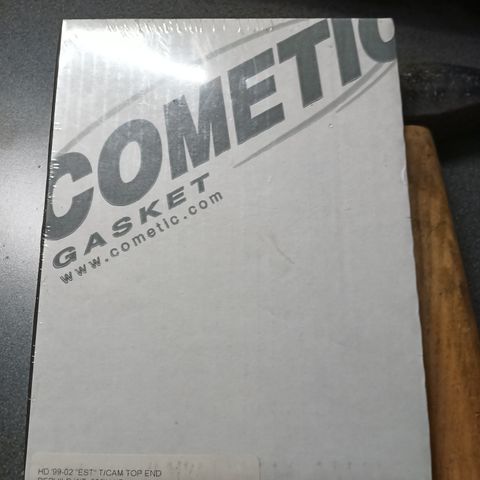 COMETIC
GASKET
www.cometic.com
HD '99-02 "EST" T/CAM TOP END